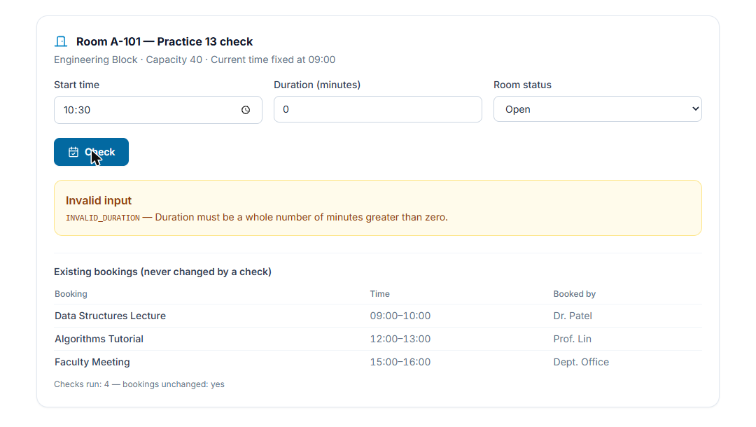 Room A-101 — Practice 13 check
Engineering Block · Capacity 40 · Current time fixed at 09:00
Start time Duration (minutes) Room status
10:30 0 Open
Check
Invalid input
INVALID_DURATION — Duration must be a whole number of minutes greater than zero.
Existing bookings (never changed by a check)
Booking Time Booked by
Data Structures Lecture 09:00–10:00 Dr. Patel
Algorithms Tutorial 12:00–13:00 Prof. Lin
Faculty Meeting 15:00–16:00 Dept. Office
Checks run: 4 — bookings unchanged: yes